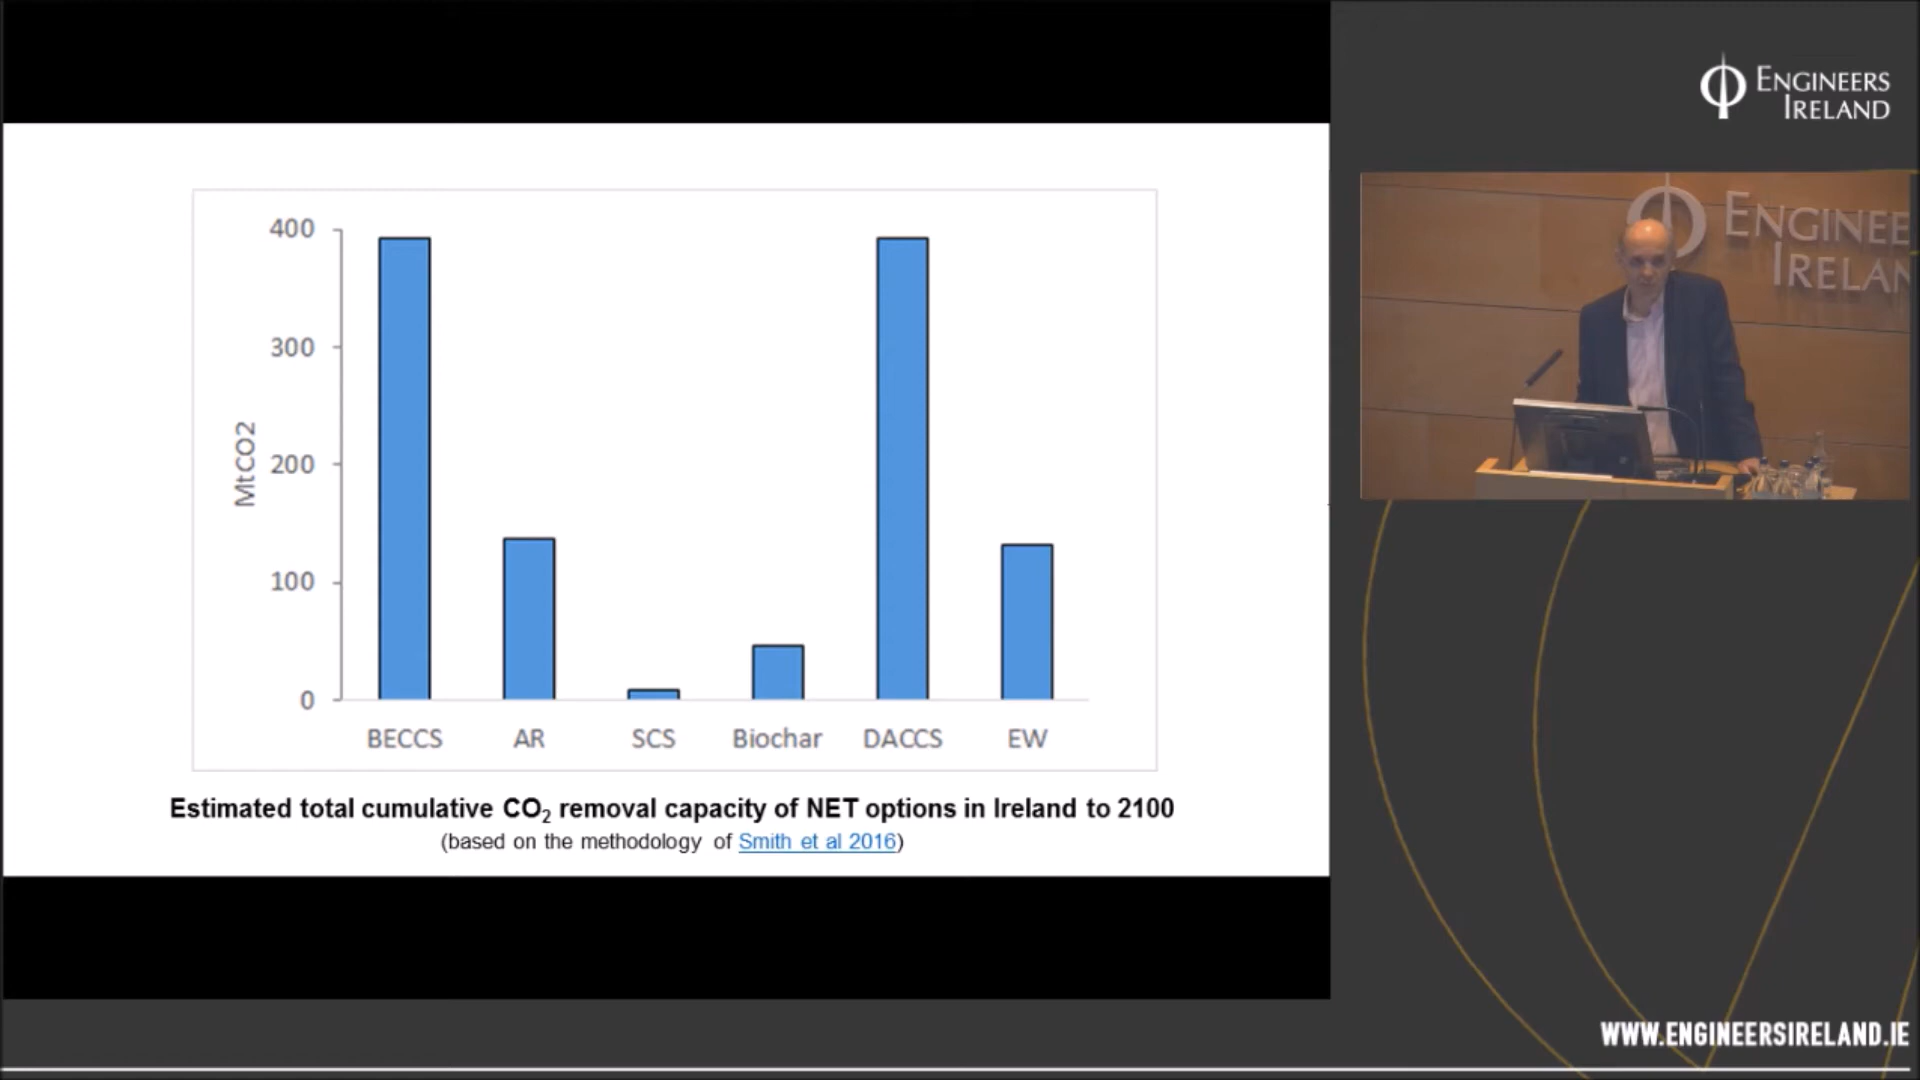 ENGINEERS
IRELAND
ENGINEE
IRELAN
400
300
200
100
0
MtCO2
BECCS
AR
SCS
Biochar
DACCS
EW
Estimated total cumulative CO₂ removal capacity of NET options in Ireland to 2100
(based on the methodology of Smith et al 2016)
WWW.ENGINEERSIRELAND.IE